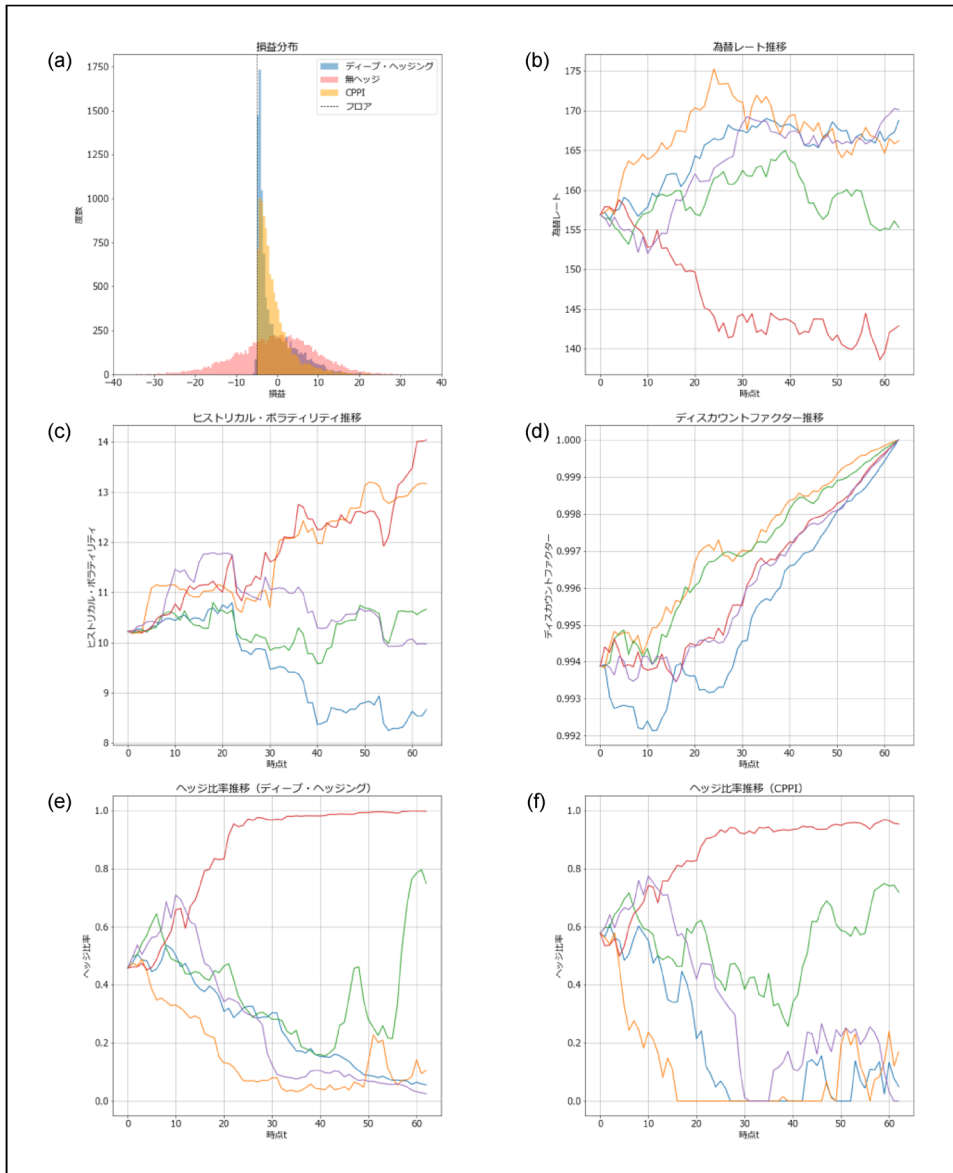 (a)
損益分布
ディープ・ヘッジング
無ヘッジ
CPPI
フロア
度数
1750
1500
1250
1000
750
500
250
0
−40 −30 −20 −10 0 10 20 30 40
損益
(b)
為替レート推移
為替レート
175
170
165
160
155
150
145
140
0 10 20 30 40 50 60
時点t
(c)
ヒストリカル・ボラティリティ推移
ヒストリカル・ボラティリティ
14
13
12
11
10
9
8
0 10 20 30 40 50 60
時点t
(d)
ディスカウントファクター推移
ディスカウントファクター
1.000
0.999
0.998
0.997
0.996
0.995
0.994
0.993
0.992
0 10 20 30 40 50 60
時点t
(e)
ヘッジ比率推移（ディープ・ヘッジング）
ヘッジ比率
1.0
0.8
0.6
0.4
0.2
0.0
0 10 20 30 40 50 60
時点t
(f)
ヘッジ比率推移（CPPI）
ヘッジ比率
1.0
0.8
0.6
0.4
0.2
0.0
0 10 20 30 40 50 60
時点t